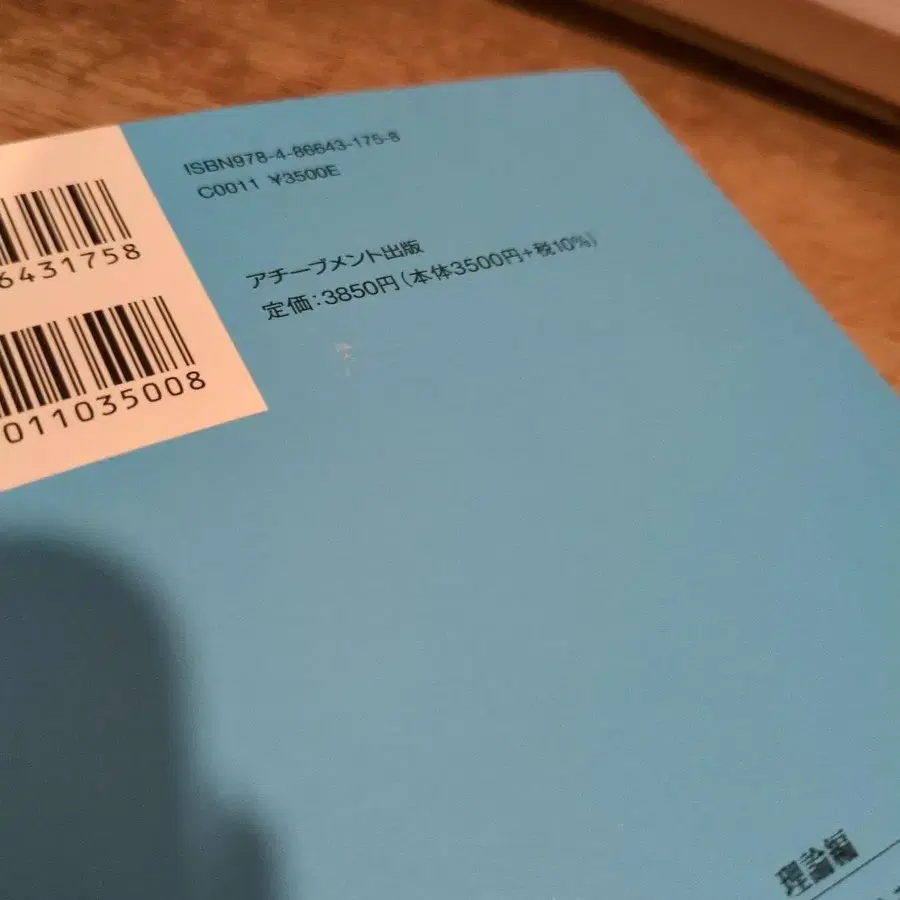 ISBN978-4-86643-175-8
C0011 ¥3500E
アチーブメント出版
定価:3850円(本体3500円+税10%)
6431758
011035008
理論編